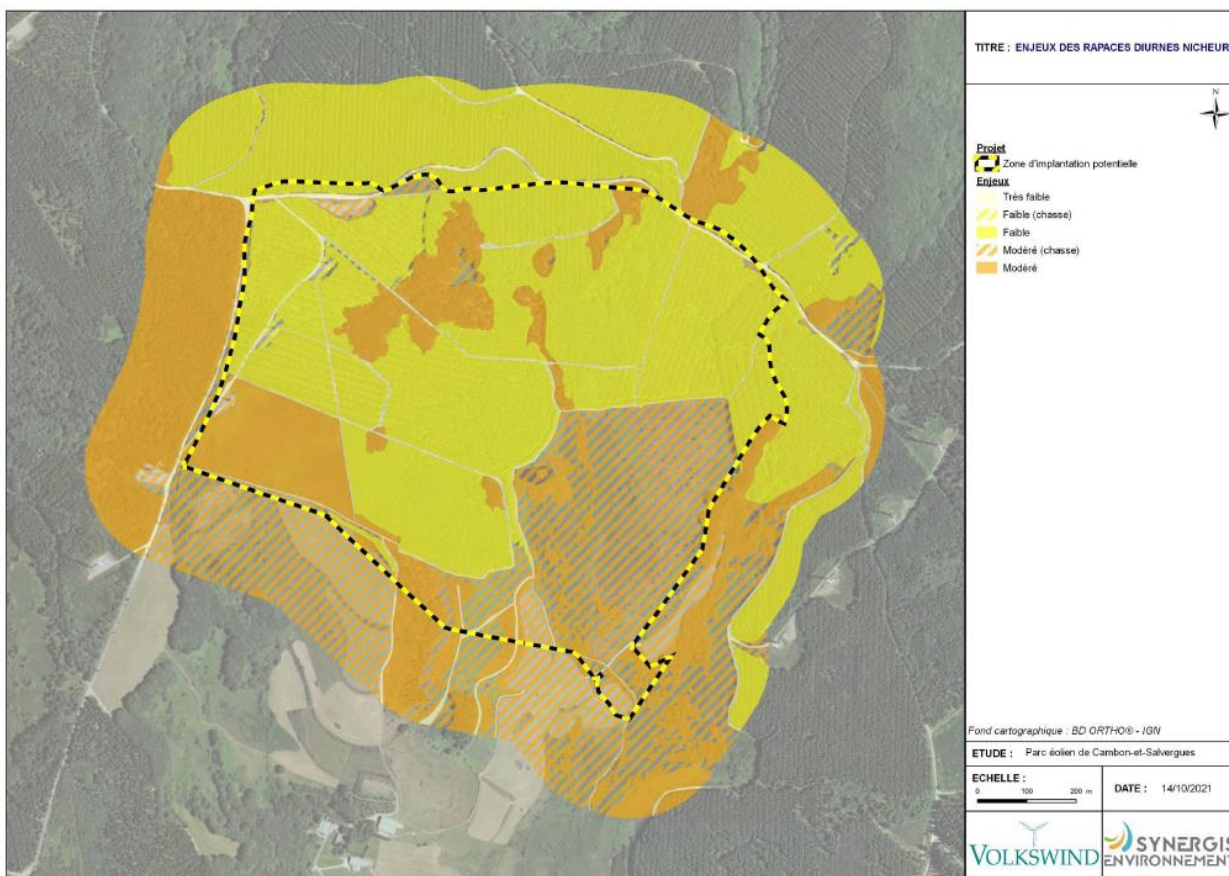 TITRE : ENJEUX DES RAPACES DIURNES NICHEUR
N
Projet
Zone d'implantation potentielle
Enjeux
Très faible
Faible (chasse)
Faible
Modéré (chasse)
Modéré
Fond cartographique : BD ORTHO® - IGN
ETUDE : Parc éolien de Cambon-et-Salvergues
ECHELLE :
0 100 200 m
DATE : 14/10/2021
VOLKSWIND
SYNERGIS
ENVIRONNEMENT